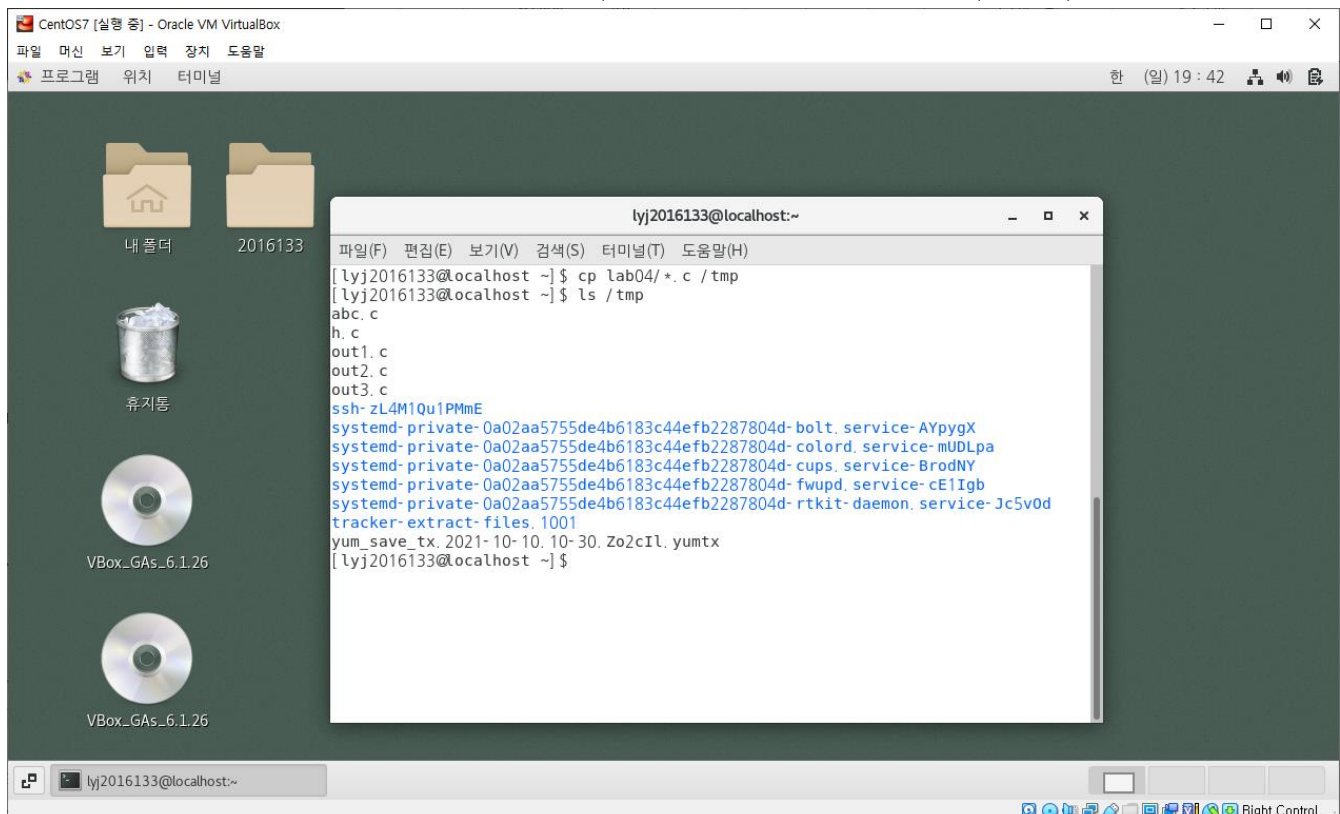 CentOS7 [실행 중] - Oracle VM VirtualBox
파일 머신 보기 입력 장치 도움말
프로그램 위치 터미널 한 (일) 19 : 42
내 폴더 2016133
휴지통
VBox_GAs_6.1.26
VBox_GAs_6.1.26
lyj2016133@localhost:~
파일(F) 편집(E) 보기(V) 검색(S) 터미널(T) 도움말(H)
[lyj2016133@localhost ~]$ cp lab04/*.c /tmp
[lyj2016133@localhost ~]$ ls /tmp
abc.c
h.c
out1.c
out2.c
out3.c
ssh-zL4M1Qu1PMmE
systemd-private-0a02aa5755de4b6183c44efb2287804d-bolt.service-AYpygX
systemd-private-0a02aa5755de4b6183c44efb2287804d-colord.service-mUDLpa
systemd-private-0a02aa5755de4b6183c44efb2287804d-cups.service-BrodNY
systemd-private-0a02aa5755de4b6183c44efb2287804d-fwupd.service-cE1Igb
systemd-private-0a02aa5755de4b6183c44efb2287804d-rtkit-daemon.service-Jc5vOd
tracker-extract-files.1001
yum_save_tx.2021-10-10.10-30.Zo2cIl.yumtx
[lyj2016133@localhost ~]$
lyj2016133@localhost:~
Right Control